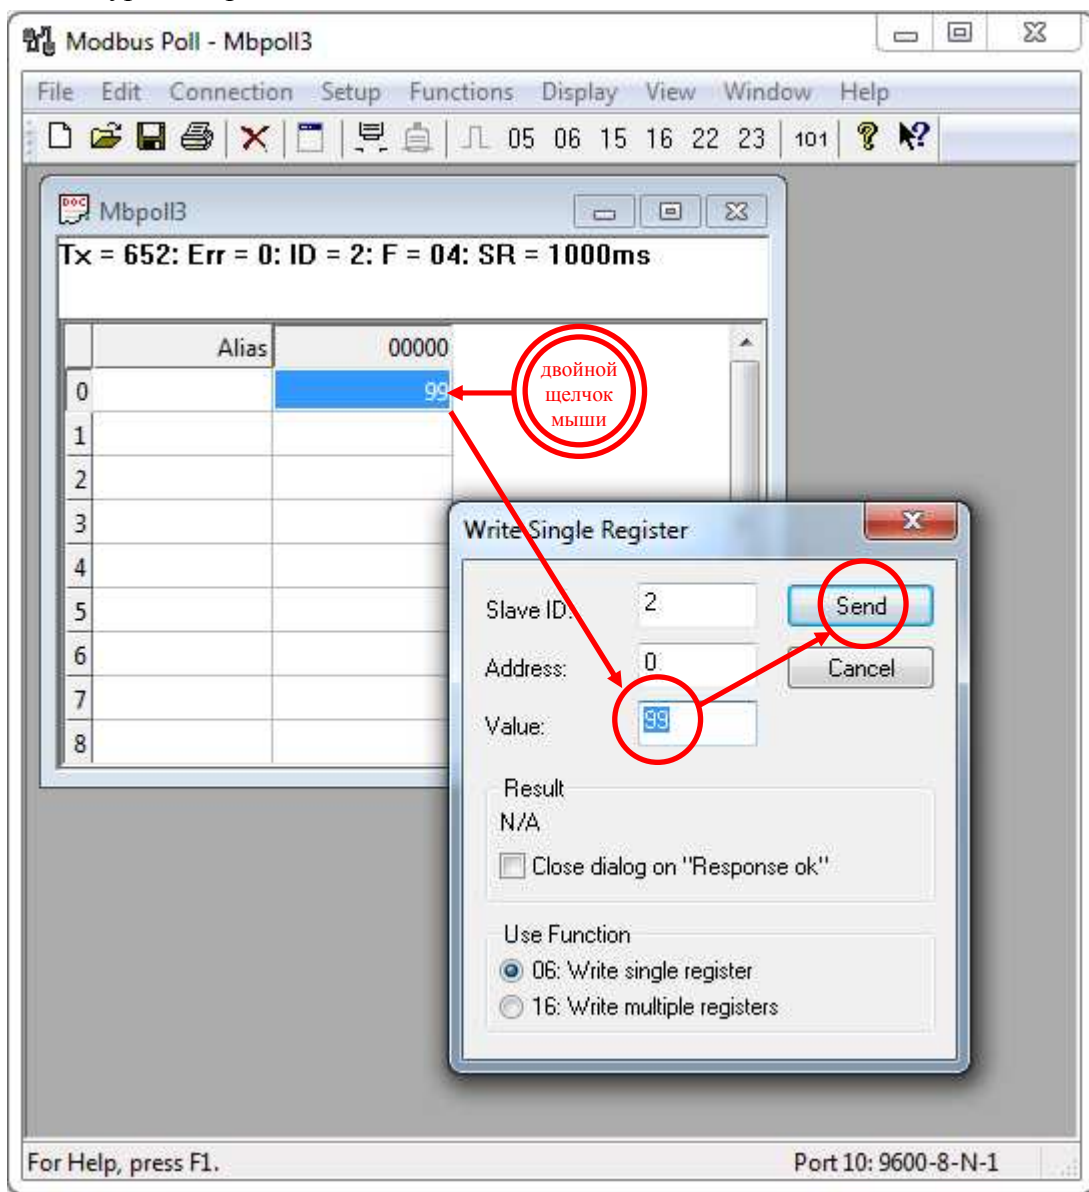 Modbus Poll - Mbpoll3
File Edit Connection Setup Functions Display View Window Help
05 06 15 16 22 23 101
Mbpoll3
Tx = 652: Err = 0: ID = 2: F = 04: SR = 1000ms
Alias 00000
0 99
1
2
3
4
5
6
7
8
двойной
щелчок
мыши
Write Single Register
Slave ID: 2 Send
Address: 0 Cancel
Value: 99
Result
N/A
Close dialog on "Response ok"
Use Function
06: Write single register
16: Write multiple registers
For Help, press F1. Port 10: 9600-8-N-1